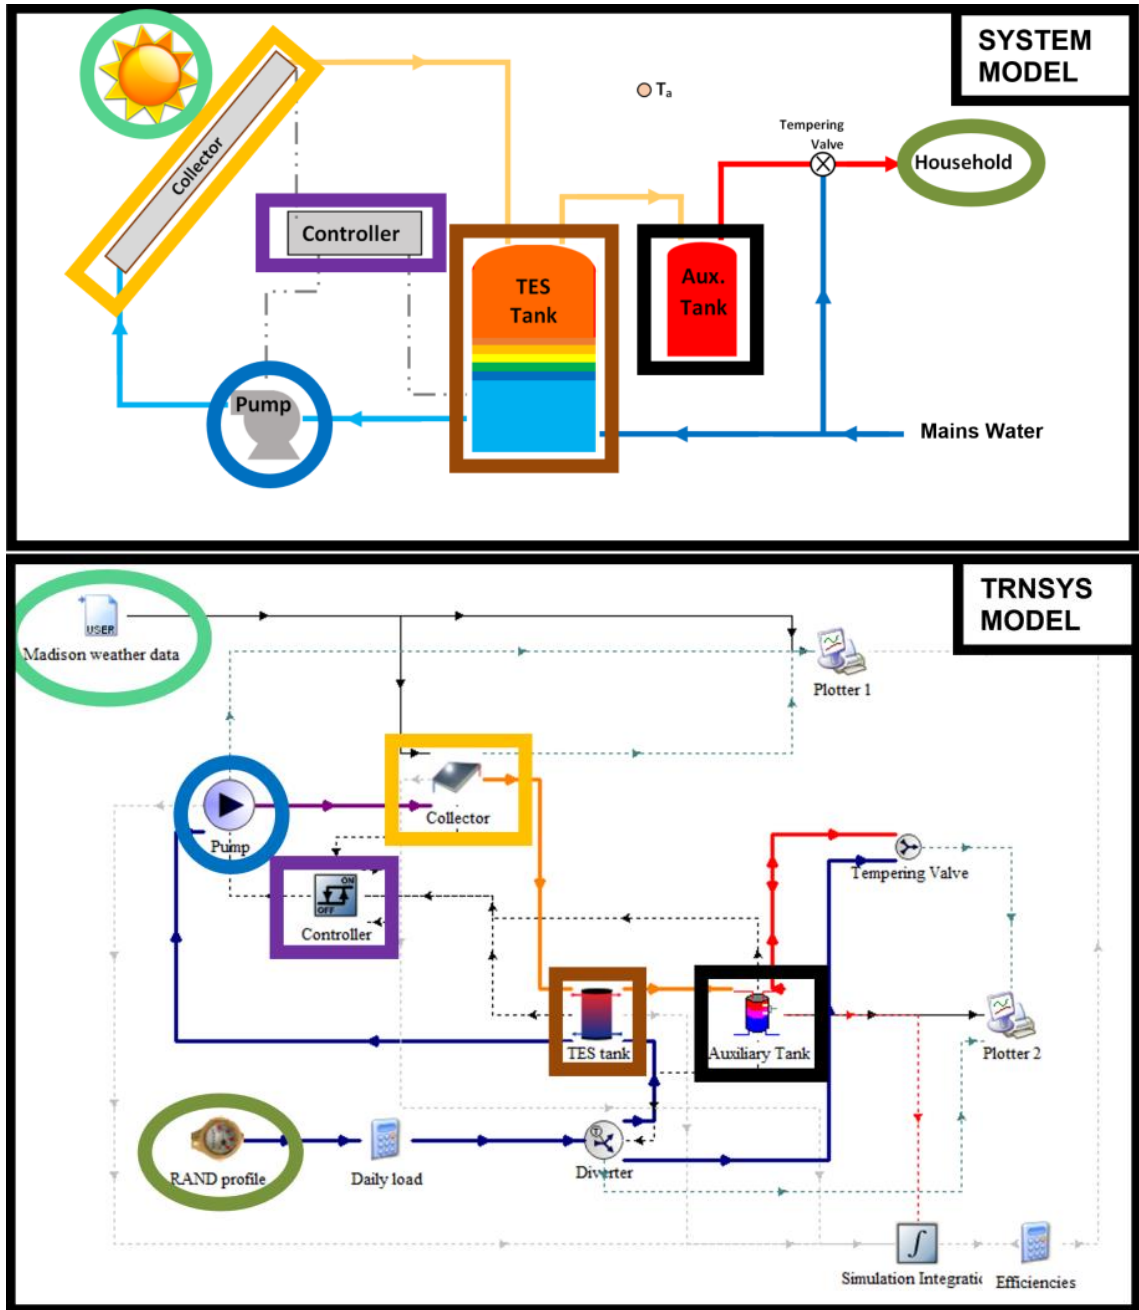 SYSTEM
MODEL
Ta
Tempering
Valve
Household
Collector
Controller
TES
Tank
Aux.
Tank
Pump
Mains Water
TRNSYS
MODEL
USER
Madison weather data
Plotter 1
Collector
Pump
Tempering Valve
ON
OFF
Controller
TES tank
Auxiliary Tank
Plotter 2
RAND profile
Daily load
T
Diverter
∫
Simulation Integratic
Efficiencies